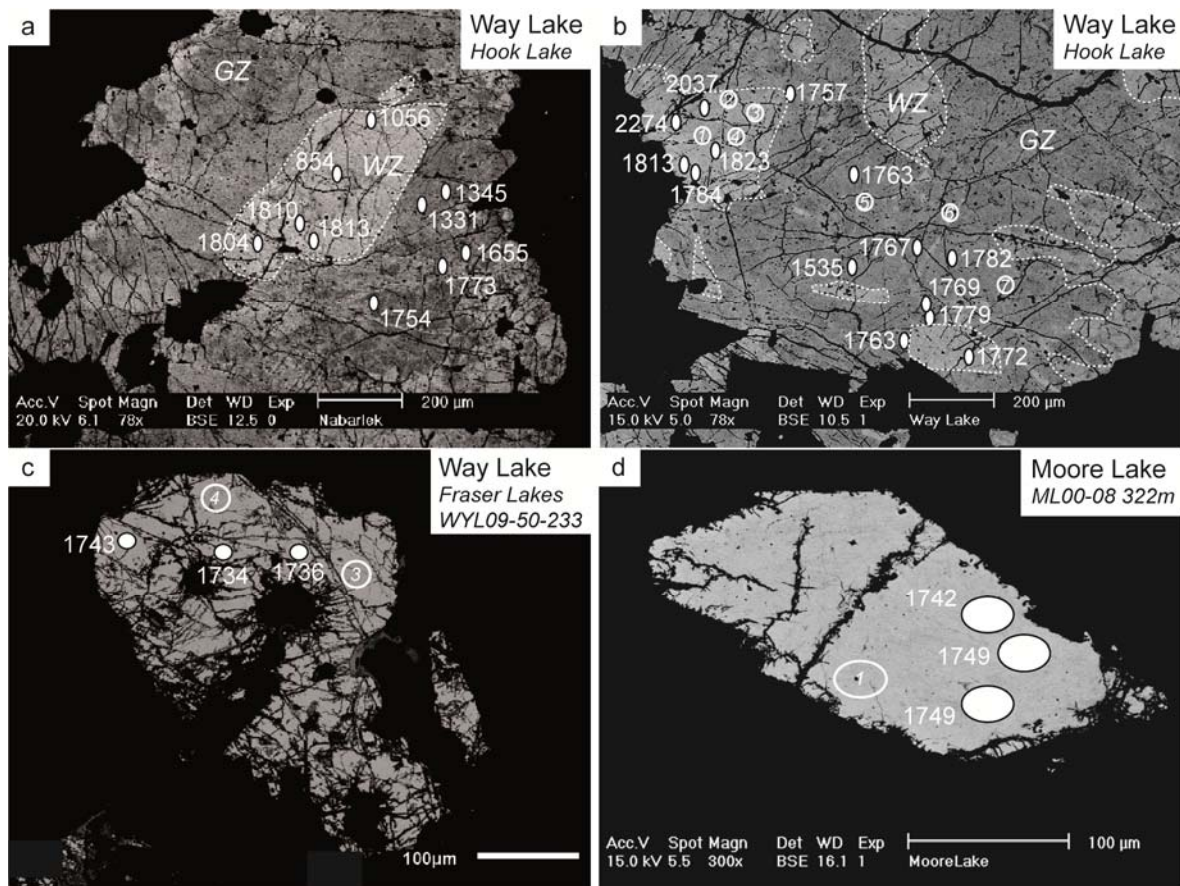 a
Way Lake
Hook Lake
GZ
WZ
1056
854
1345
1331
1810
1813
1804
1655
1773
1754
Acc.V Spot Magn Det WD Exp
20.0 kV 6.1 78x BSE 12.5 0
200 µm
Nabarlek
b
Way Lake
Hook Lake
2037
2
1757
WZ
GZ
3
2274
1
4
1823
1813
1784
1763
5
6
1767
1535
1782
7
1769
1779
1763
1772
Acc.V Spot Magn Det WD Exp
15.0 kV 5.0 78x BSE 10.5 1
200 µm
Way Lake
c
Way Lake
Fraser Lakes
WYL09-50-233
4
1743
1734
1736
3
100µm
d
Moore Lake
ML00-08 322m
1742
1749
1
1749
Acc.V Spot Magn Det WD Exp
15.0 kV 5.5 300x BSE 16.1 1
100 µm
MooreLake